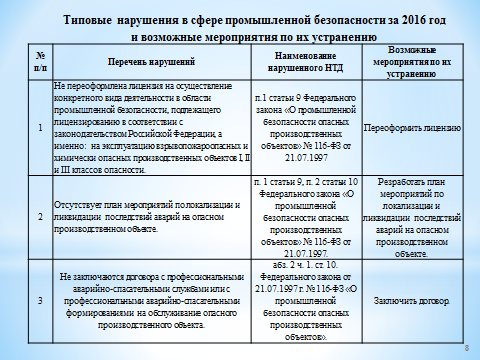 Типовые нарушения в сфере промышленной безопасности за 2016 год
и возможные мероприятия по их устранению
№
п/п
Перечень нарушений
Наименование
нарушенного НТД
Возможные
мероприятия по их
устранению
1
Не переоформлена лицензия на осуществление
конкретного вида деятельности в области
промышленной безопасности, подлежащего
лицензированию в соответствии с
законодательством Российской Федерации, а
именно: на эксплуатацию взрывопожароопасных и
химически опасных производственных объектов I, II
и III классов опасности.
п.1 статьи 9 Федерального
закона «О промышленной
безопасности опасных
производственных
объектов» № 116-ФЗ от
21.07.1997
Переоформить лицензию
2
Отсутствует план мероприятий по локализации и
ликвидации последствий аварий на опасном
производственном объекте.
п. 1 статьи 9, п. 2 статьи 10
Федерального закона «О
промышленной
безопасности опасных
производственных
объектов» № 116-ФЗ от
21.07.1997.
Разработать план
мероприятий по
локализации и
ликвидации последствий
аварий на опасном
производственном
объекте.
3
Не заключаются договора с профессиональными
аварийно-спасательными службами или с
профессиональными аварийно-спасательными
формированиями на обслуживание опасного
производственного объекта.
абз. 2 ч. 1. ст. 10.
Федерального закона от
21.07.1997 г. № 116-ФЗ «О
промышленной
безопасности опасных
производственных
объектов».
Заключить договор.
8